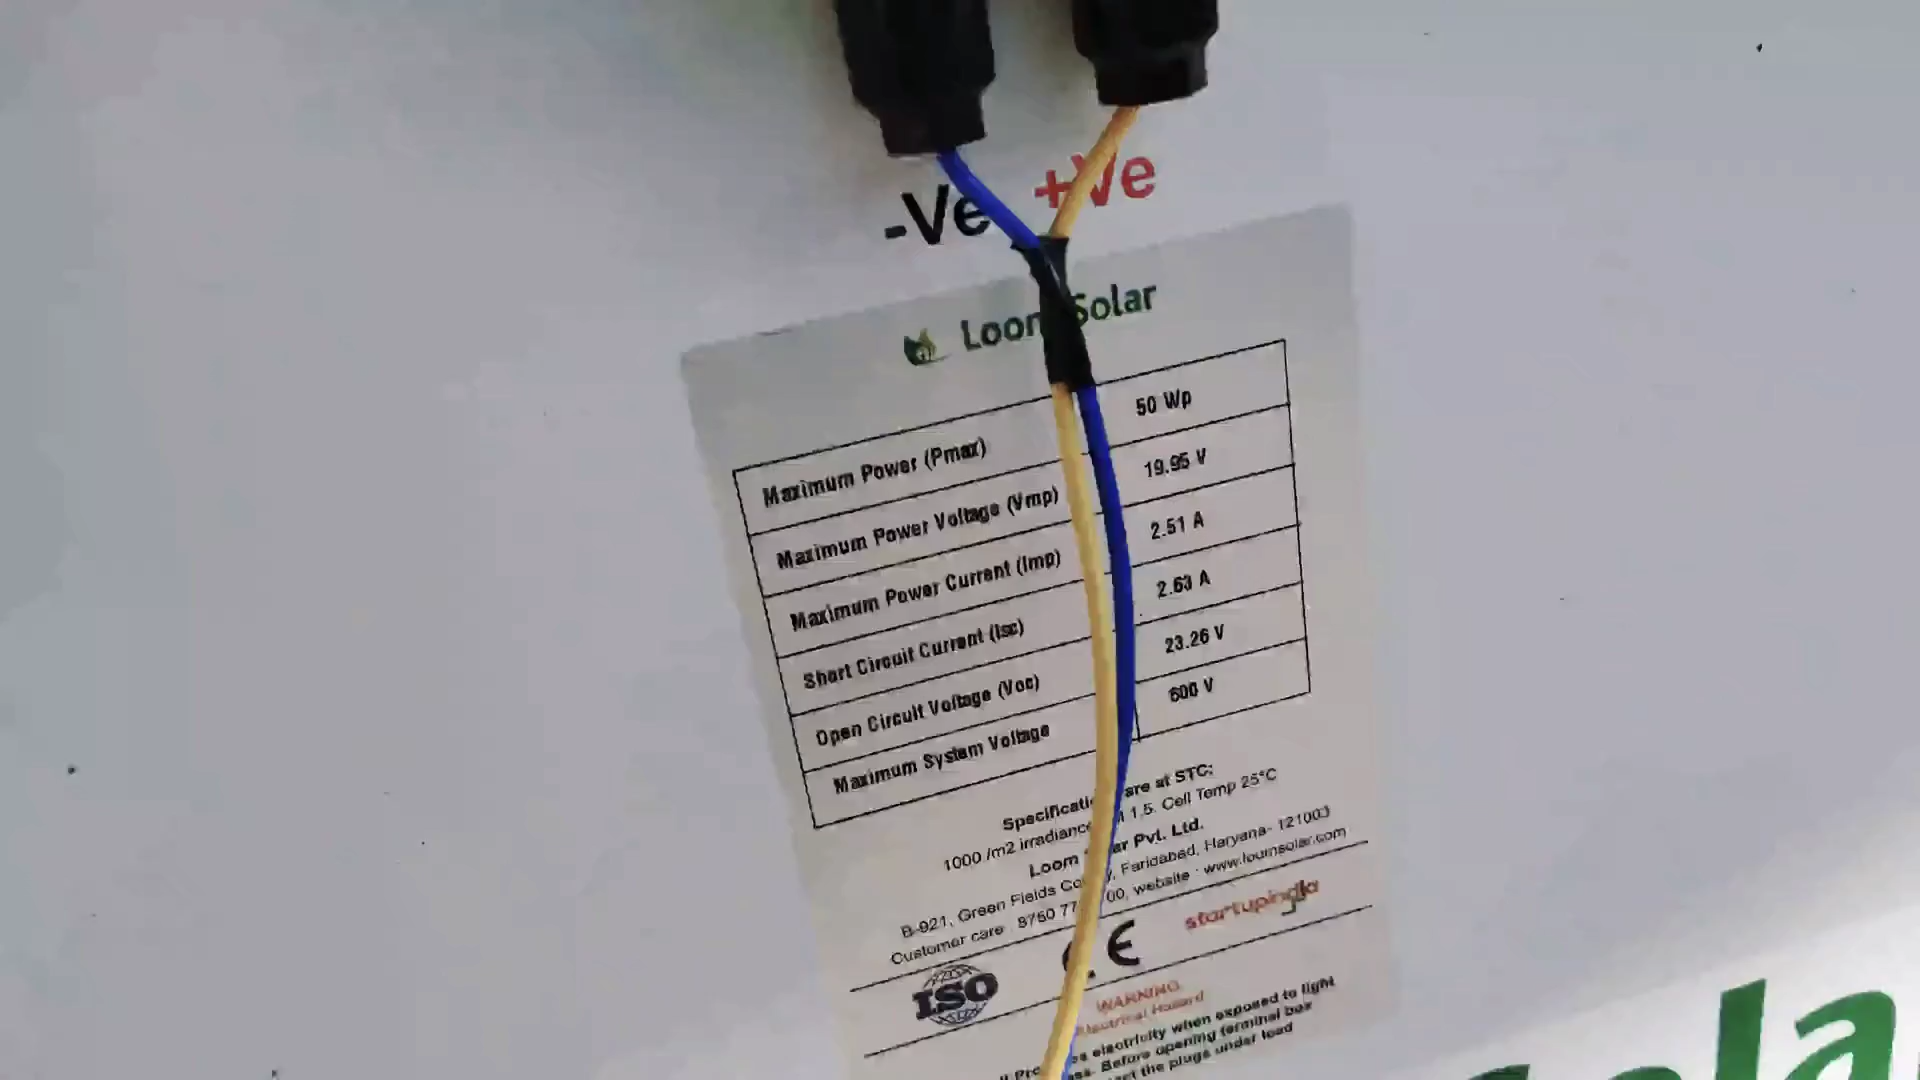 -Ve +Ve
Loom Solar
Maximum Power (Pmax) 50 Wp
Maximum Power Voltage (Vmp) 19.95 V
Maximum Power Current (Imp) 2.51 A
Short Circuit Current (Isc) 2.63 A
Open Circuit Voltage (Voc) 23.26 V
Maximum System Voltage 600 V
are at STC:
1000 /m2 irradiance 1.5. Cell Temp 25°C
Loom Pvt. Ltd.
B-921, Green Fields Faridabad, Haryana- 121003
Customer care : 8750 website : www.loomsolar.com
ISO CE startupindia
WARNING
Electrical Hazard
electricity when exposed to light
Before opening terminal box
the plugs under load